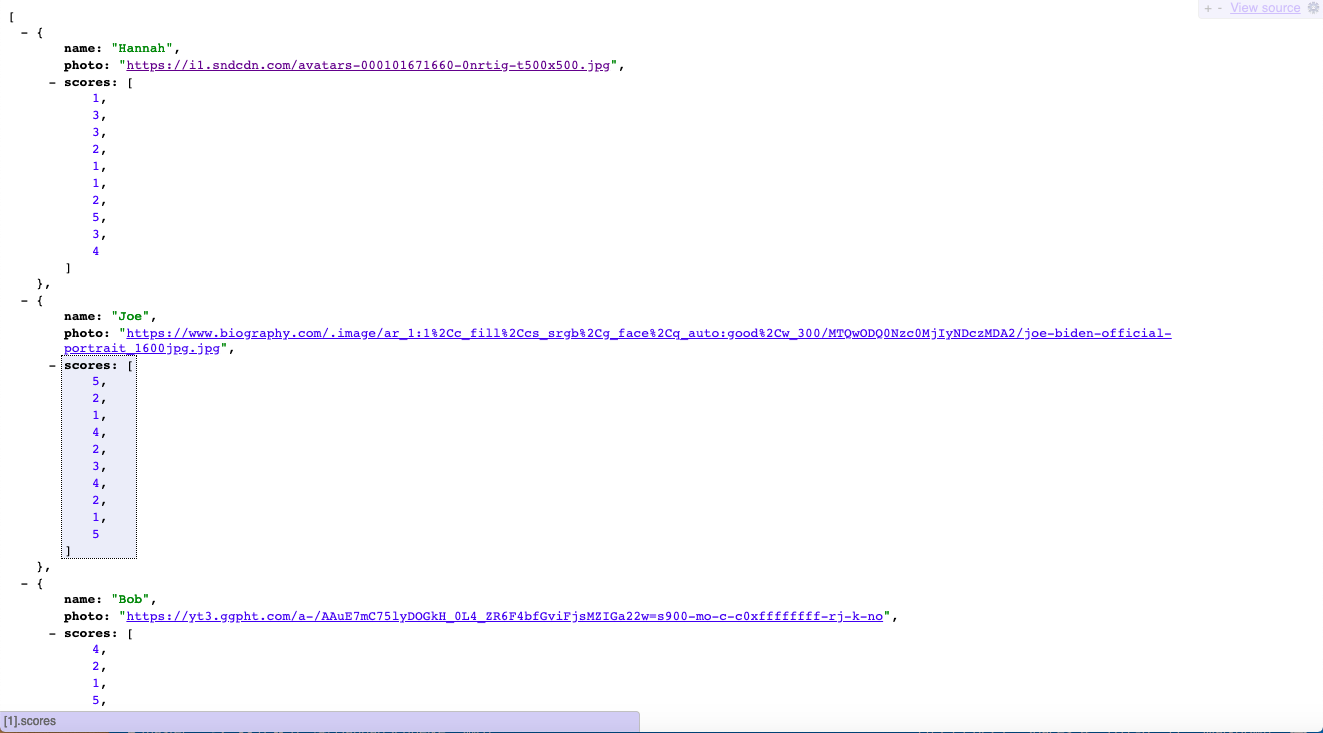 + - View source
[
- {
name: "Hannah",
photo: "https://i1.sndcdn.com/avatars-000101671660-0nrtig-t500x500.jpg",
- scores: [
1,
3,
3,
2,
1,
1,
2,
5,
3,
4
]
},
- {
name: "Joe",
photo: "https://www.biography.com/.image/ar_1:1%2Cc_fill%2Ccs_srgb%2Cg_face%2Cq_auto:good%2Cw_300/MTQwODQ0Nzc0MjIyNDczMDA2/joe-biden-official-
portrait_1600jpg.jpg",
- scores: [
5,
2,
1,
4,
2,
3,
4,
2,
1,
5
]
},
- {
name: "Bob",
photo: "https://yt3.ggpht.com/a-/AAuE7mC75lyDOGkH_0L4_ZR6F4bfGviFjsMZIGa22w=s900-mo-c-c0xffffffff-rj-k-no",
- scores: [
4,
2,
1,
5,
[1].scores